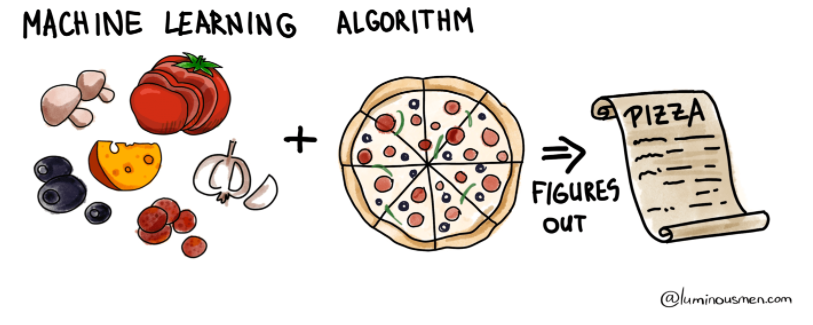 MACHINE LEARNING ALGORITHM
+
⇒
PIZZA
FIGURES
OUT
@luminousmen.com